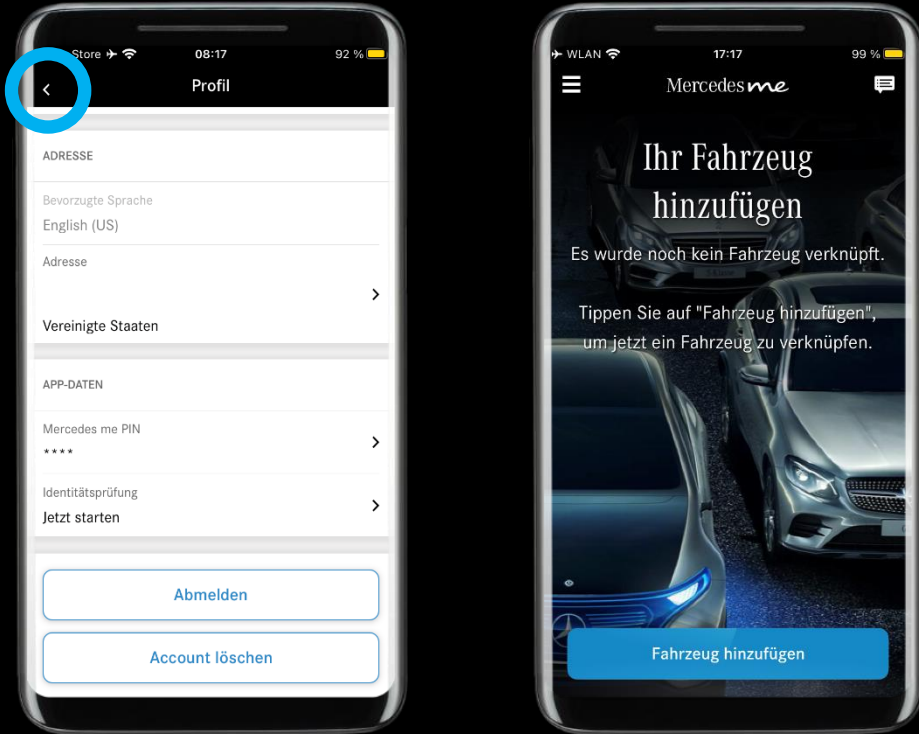 Store 08:17 92 %
Profil
ADRESSE
Bevorzugte Sprache
English (US)
Adresse
Vereinigte Staaten
APP-DATEN
Mercedes me PIN
****
Identitätsprüfung
Jetzt starten
Abmelden
Account löschen
WLAN 17:17 99 %
Mercedes me
Ihr Fahrzeug
hinzufügen
Es wurde noch kein Fahrzeug verknüpft.
Tippen Sie auf "Fahrzeug hinzufügen",
um jetzt ein Fahrzeug zu verknüpfen.
Fahrzeug hinzufügen